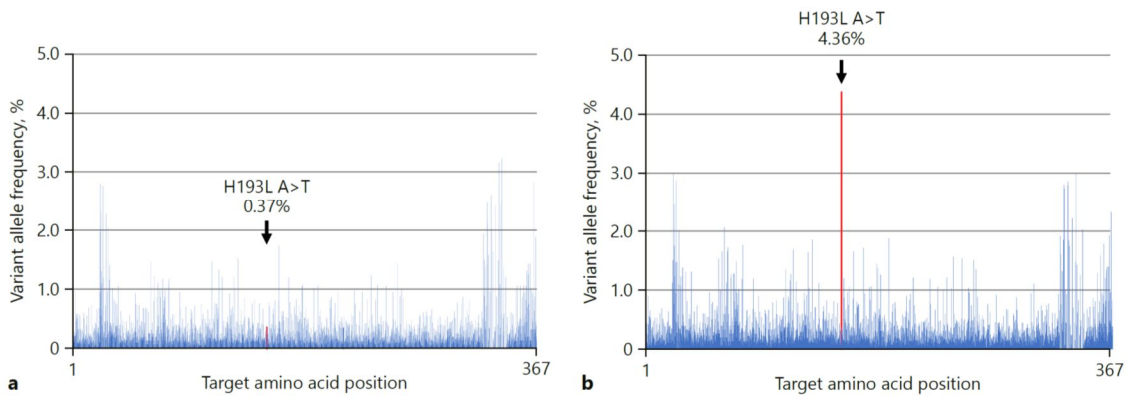 H193L A>T
0.37%
Variant allele frequency, %
5.0
4.0
3.0
2.0
1.0
0
1
367
Target amino acid position
a
H193L A>T
4.36%
Variant allele frequency, %
5.0
4.0
3.0
2.0
1.0
0
1
367
Target amino acid position
b